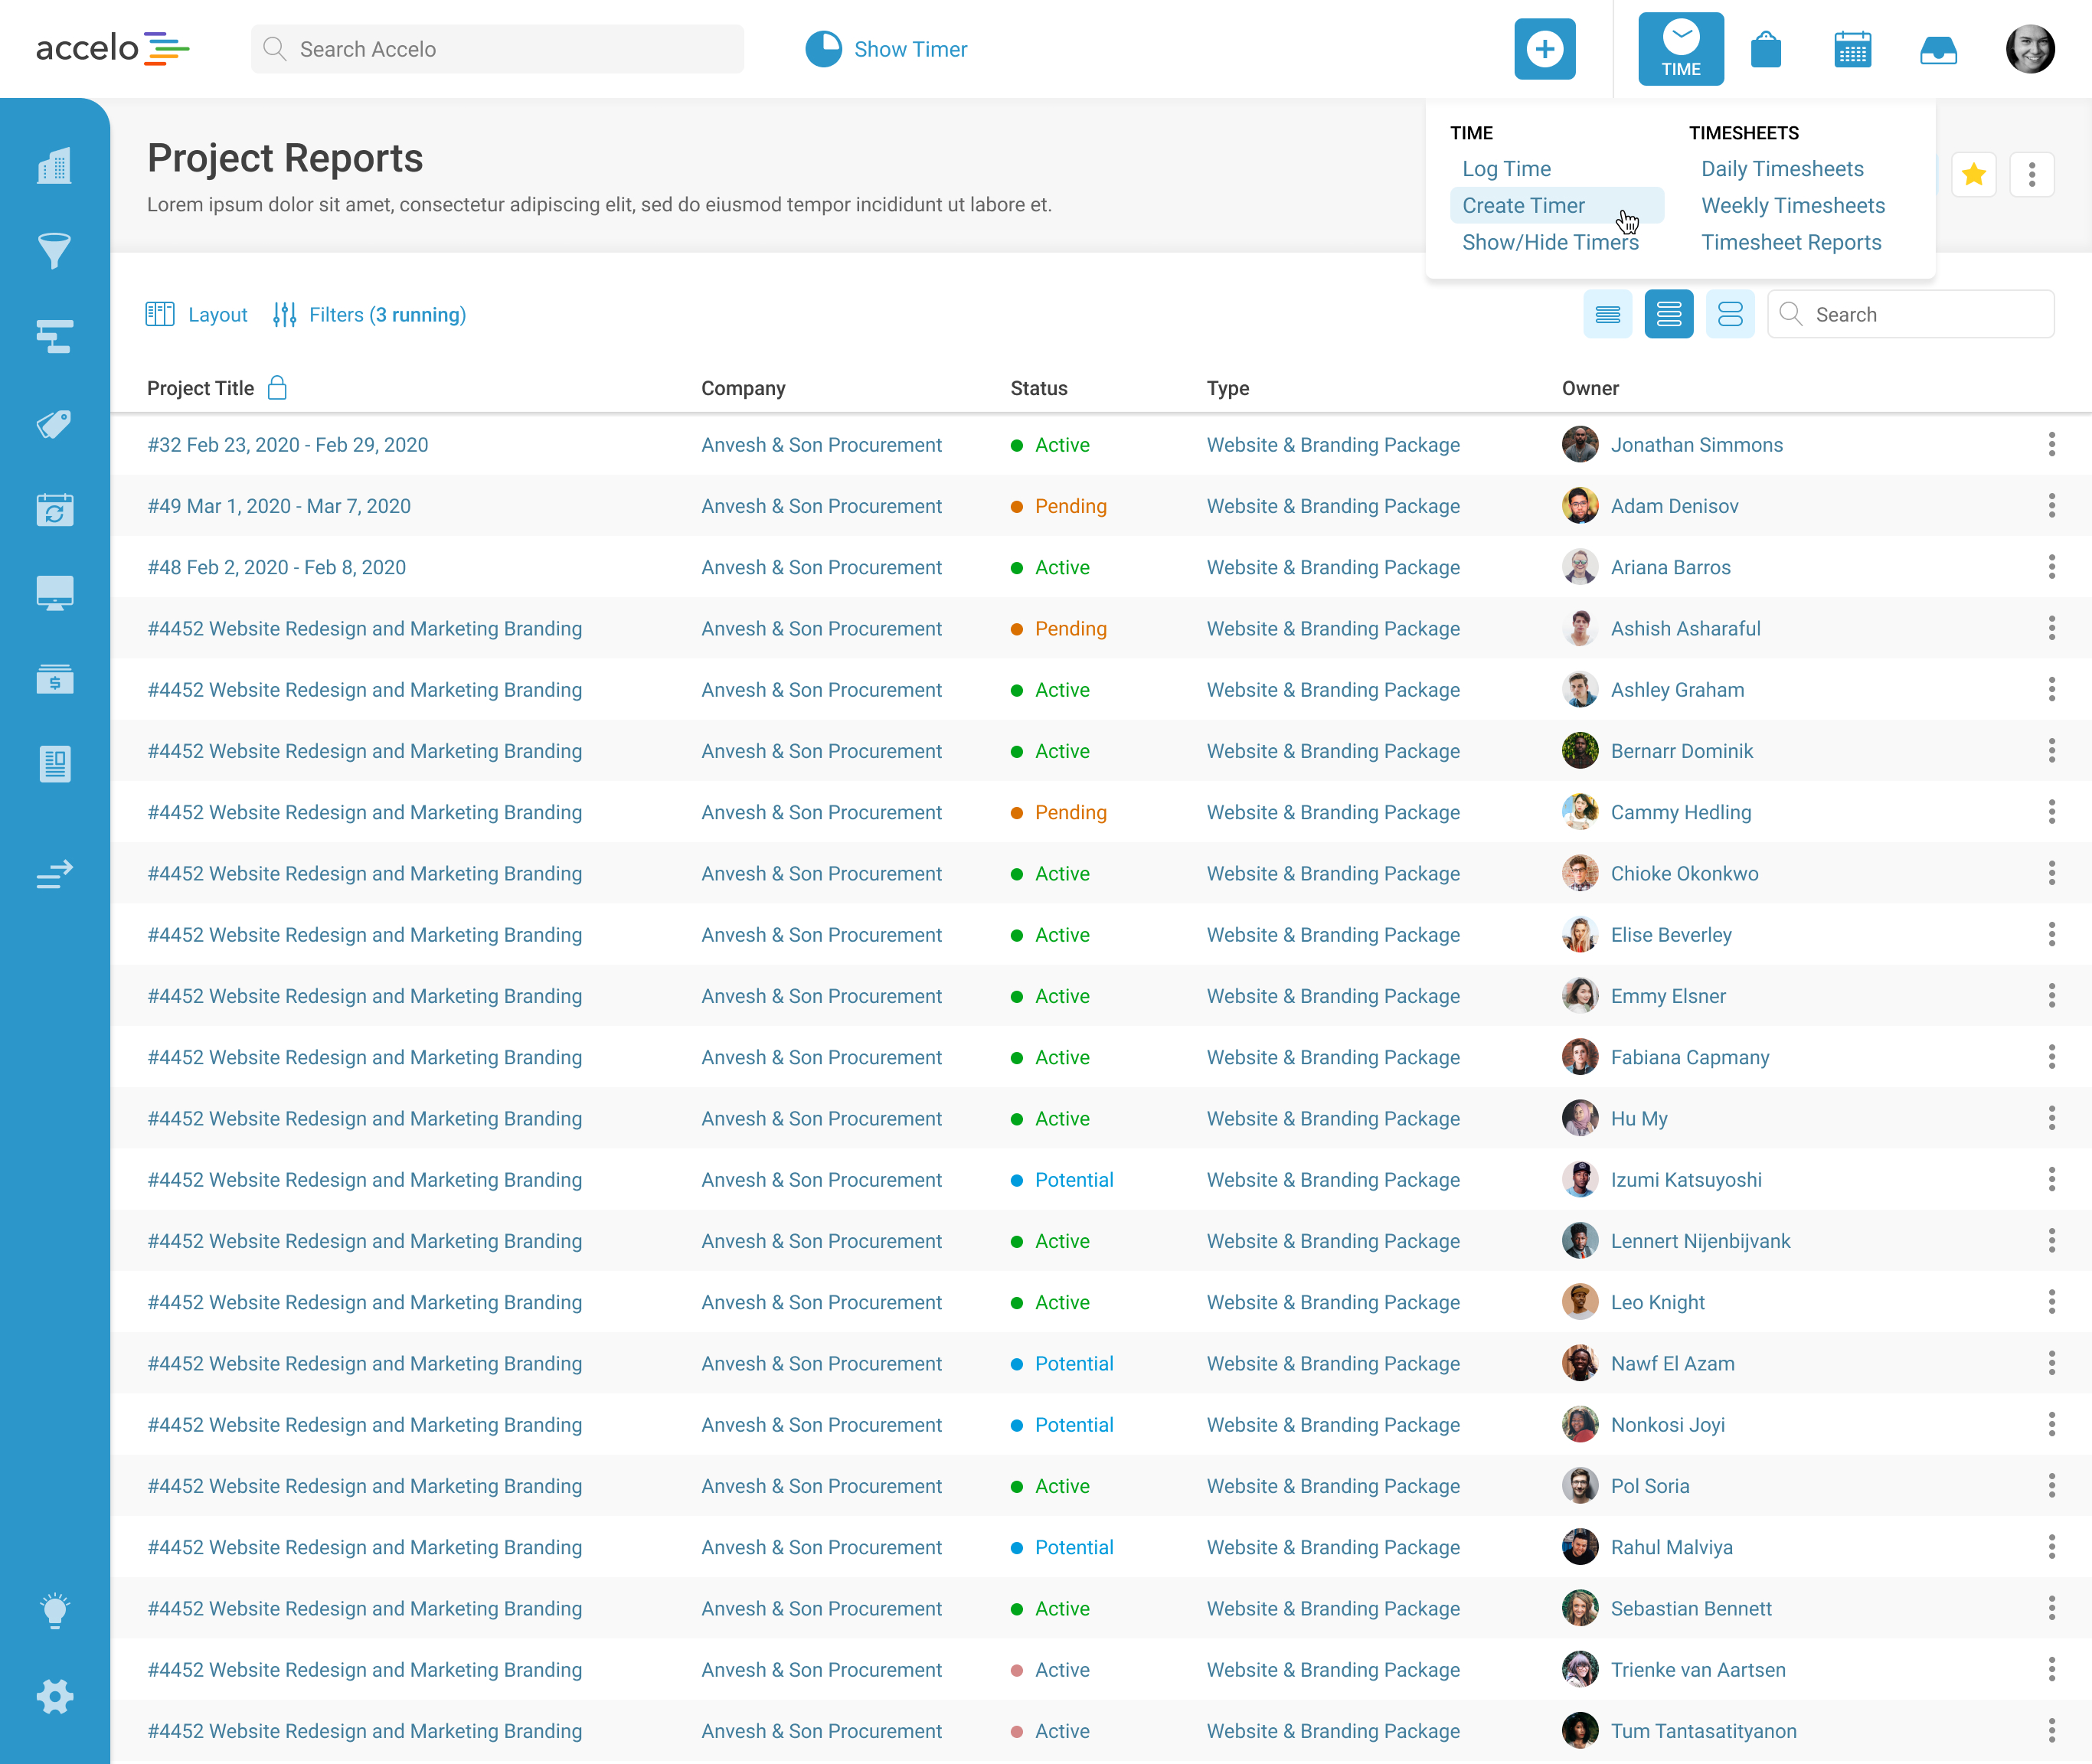 accelo
Search Accelo
Show Timer
TIME
TIME
Log Time
Create Timer
Show/Hide Timers
TIMESHEETS
Daily Timesheets
Weekly Timesheets
Timesheet Reports
Project Reports
Lorem ipsum dolor sit amet, consectetur adipiscing elit, sed do eiusmod tempor incididunt ut labore et.
Layout
Filters (3 running)
Search
Project Title Company Status Type Owner
#32 Feb 23, 2020 - Feb 29, 2020 Anvesh & Son Procurement Active Website & Branding Package Jonathan Simmons
#49 Mar 1, 2020 - Mar 7, 2020 Anvesh & Son Procurement Pending Website & Branding Package Adam Denisov
#48 Feb 2, 2020 - Feb 8, 2020 Anvesh & Son Procurement Active Website & Branding Package Ariana Barros
#4452 Website Redesign and Marketing Branding Anvesh & Son Procurement Pending Website & Branding Package Ashish Asharaful
#4452 Website Redesign and Marketing Branding Anvesh & Son Procurement Active Website & Branding Package Ashley Graham
#4452 Website Redesign and Marketing Branding Anvesh & Son Procurement Active Website & Branding Package Bernarr Dominik
#4452 Website Redesign and Marketing Branding Anvesh & Son Procurement Pending Website & Branding Package Cammy Hedling
#4452 Website Redesign and Marketing Branding Anvesh & Son Procurement Active Website & Branding Package Chioke Okonkwo
#4452 Website Redesign and Marketing Branding Anvesh & Son Procurement Active Website & Branding Package Elise Beverley
#4452 Website Redesign and Marketing Branding Anvesh & Son Procurement Active Website & Branding Package Emmy Elsner
#4452 Website Redesign and Marketing Branding Anvesh & Son Procurement Active Website & Branding Package Fabiana Capmany
#4452 Website Redesign and Marketing Branding Anvesh & Son Procurement Active Website & Branding Package Hu My
#4452 Website Redesign and Marketing Branding Anvesh & Son Procurement Potential Website & Branding Package Izumi Katsuyoshi
#4452 Website Redesign and Marketing Branding Anvesh & Son Procurement Active Website & Branding Package Lennert Nijenbijvank
#4452 Website Redesign and Marketing Branding Anvesh & Son Procurement Active Website & Branding Package Leo Knight
#4452 Website Redesign and Marketing Branding Anvesh & Son Procurement Potential Website & Branding Package Nawf El Azam
#4452 Website Redesign and Marketing Branding Anvesh & Son Procurement Potential Website & Branding Package Nonkosi Joyi
#4452 Website Redesign and Marketing Branding Anvesh & Son Procurement Active Website & Branding Package Pol Soria
#4452 Website Redesign and Marketing Branding Anvesh & Son Procurement Potential Website & Branding Package Rahul Malviya
#4452 Website Redesign and Marketing Branding Anvesh & Son Procurement Active Website & Branding Package Sebastian Bennett
#4452 Website Redesign and Marketing Branding Anvesh & Son Procurement Active Website & Branding Package Trienke van Aartsen
#4452 Website Redesign and Marketing Branding Anvesh & Son Procurement Active Website & Branding Package Tum Tantasatityanon